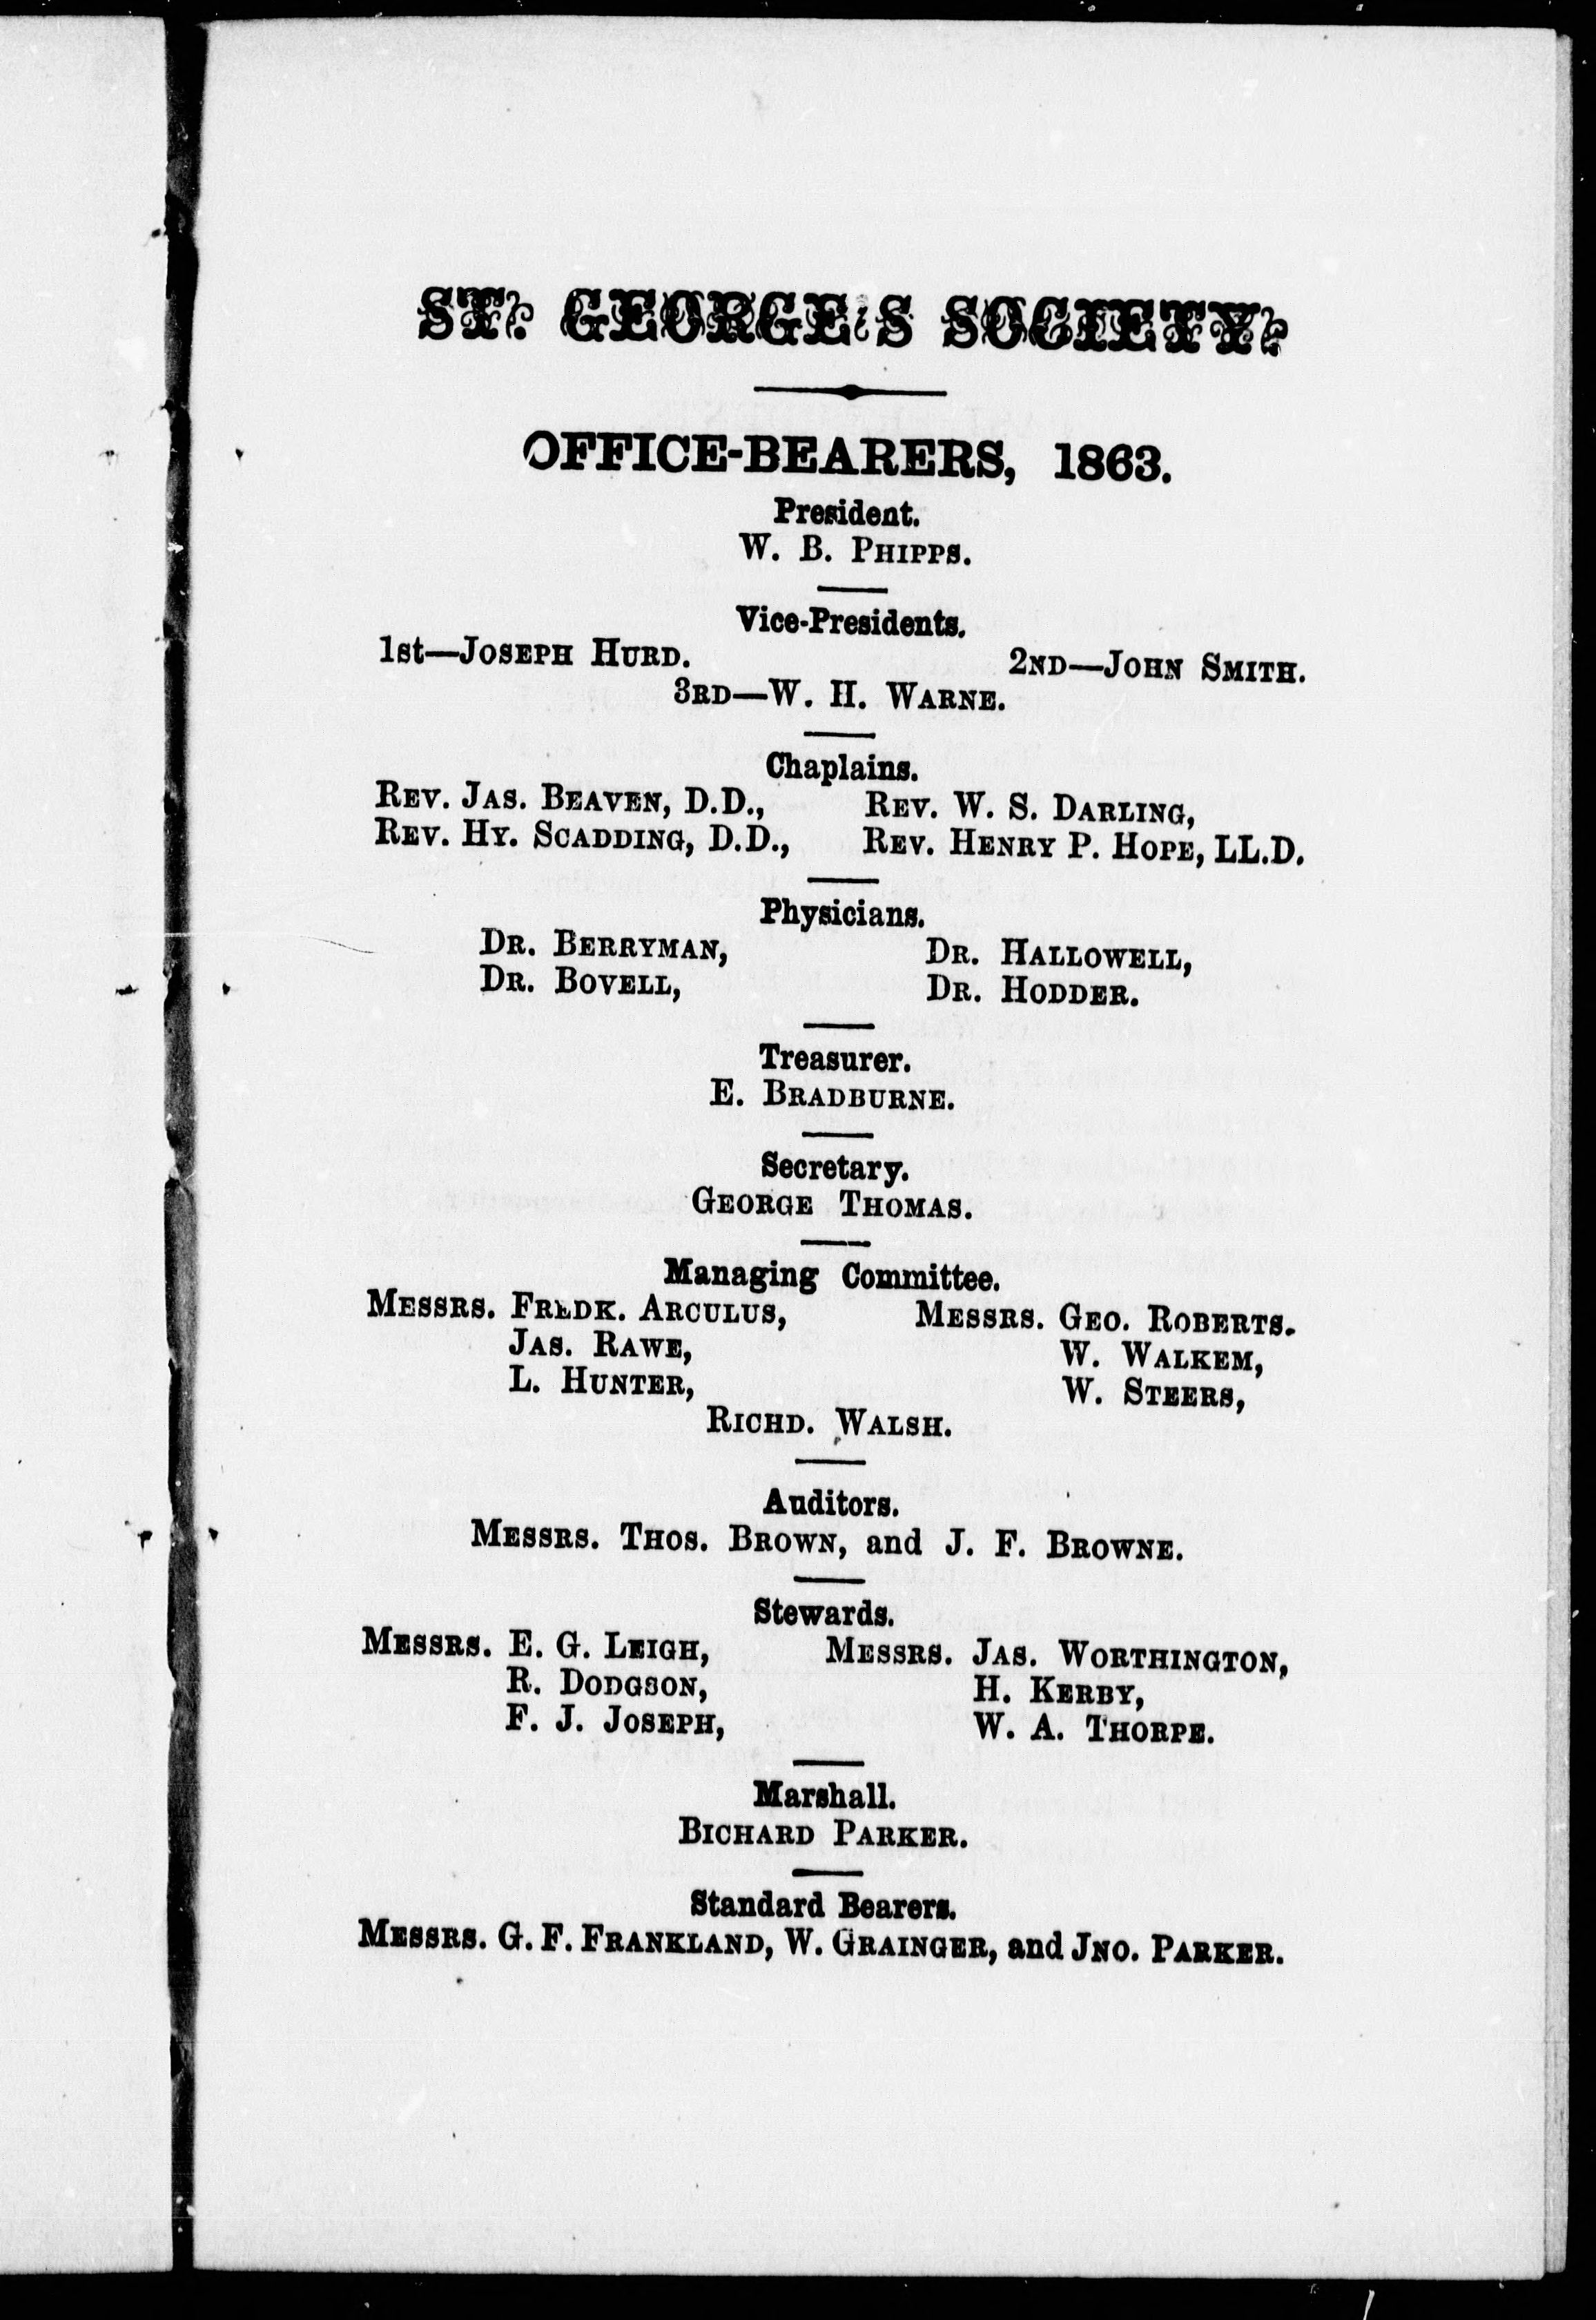 ST. GEORGE'S SOCIETY.
OFFICE-BEARERS, 1863.
President.
W. B. PHIPPS.
Vice-Presidents.
1st—JOSEPH HURD. 2ND—JOHN SMITH.
3RD—W. H. WARNE.
Chaplains.
REV. JAS. BEAVEN, D.D., REV. W. S. DARLING,
REV. HY. SCADDING, D.D., REV. HENRY P. HOPE, LL.D.
Physicians.
DR. BERRYMAN, DR. HALLOWELL,
DR. BOVELL, DR. HODDER.
Treasurer.
E. BRADBURNE.
Secretary.
GEORGE THOMAS.
Managing Committee.
MESSRS. FREDK. ARCULUS, MESSRS. GEO. ROBERTS.
JAS. RAWE, W. WALKEM,
L. HUNTER, W. STEERS,
RICHD. WALSH.
Auditors.
MESSRS. THOS. BROWN, and J. F. BROWNE.
Stewards.
MESSRS. E. G. LEIGH, MESSRS. JAS. WORTHINGTON,
R. DODGSON, H. KERBY,
F. J. JOSEPH, W. A. THORPE.
Marshall.
BICHARD PARKER.
Standard Bearers.
MESSRS. G. F. FRANKLAND, W. GRAINGER, and JNO. PARKER.